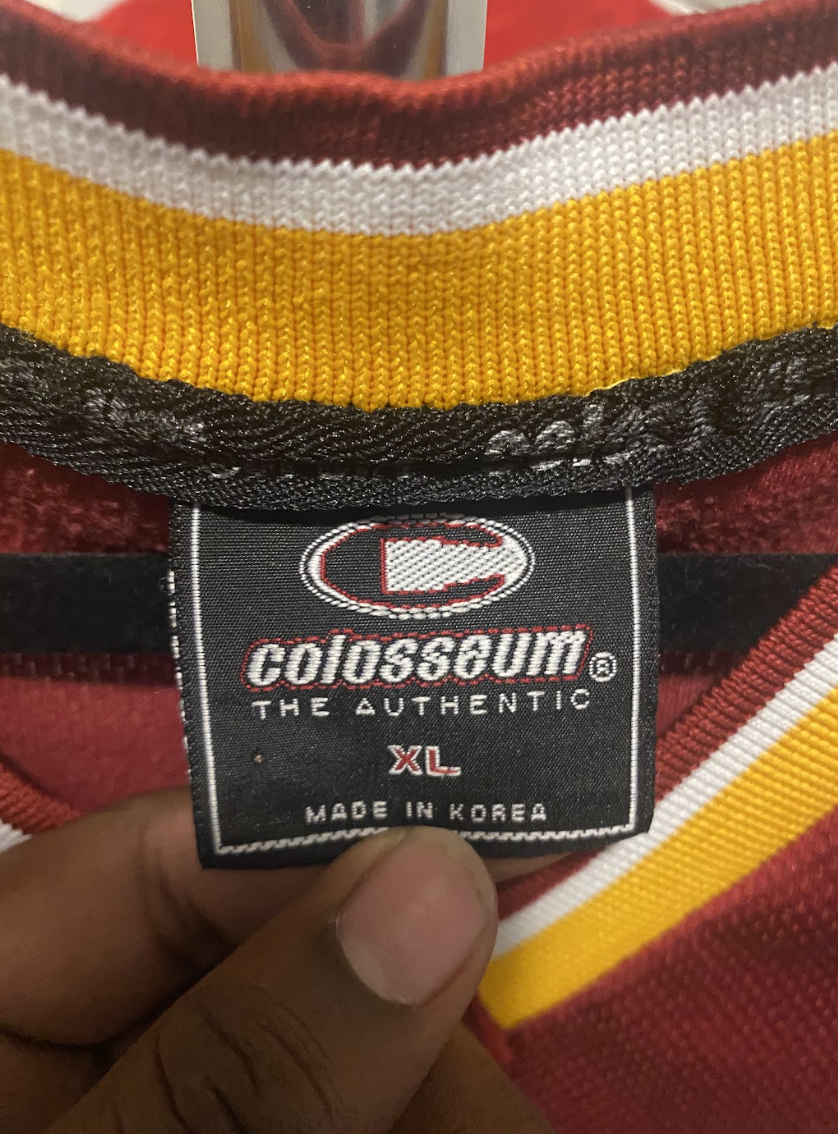 colosseum®
THE AUTHENTIC
XL
MADE IN KOREA